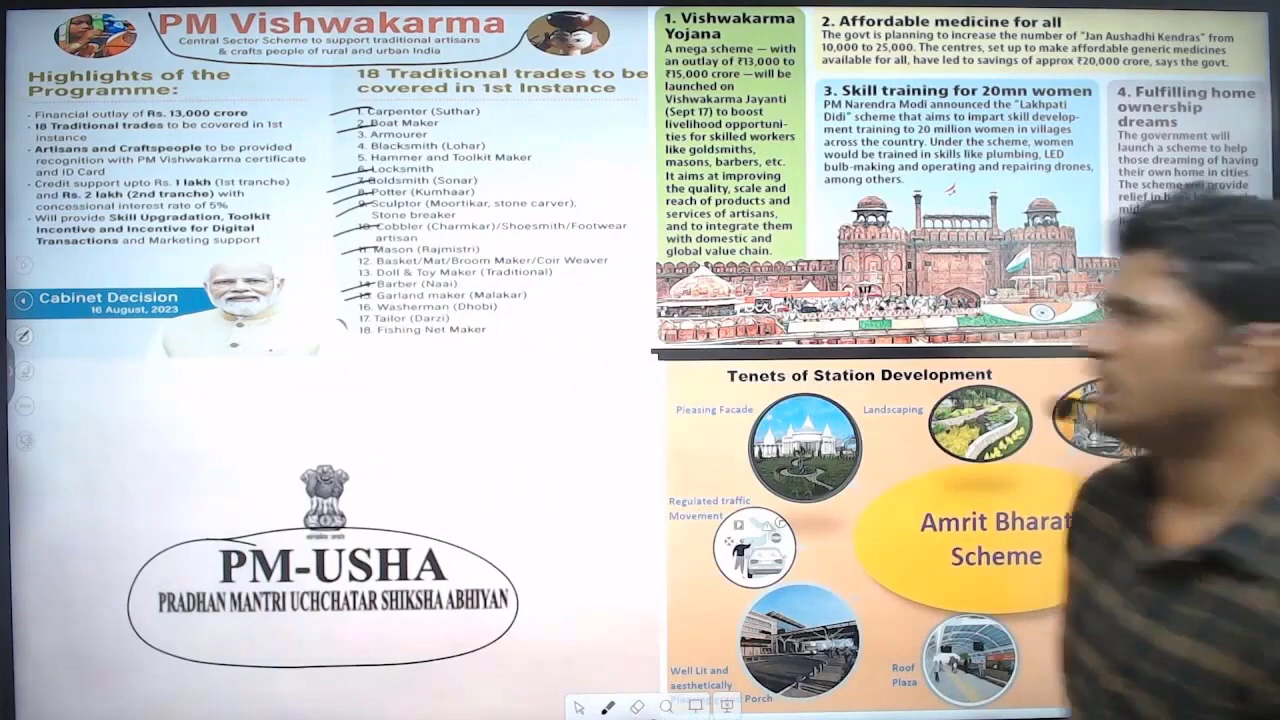 PM Vishwakarma
Central Sector Scheme to support traditional artisans
& crafts people of rural and urban India
Highlights of the
Programme:
- Financial outlay of Rs. 13,000 crore
- 18 Traditional trades to be covered in 1st
instance
- Artisans and Craftspeople to be provided
recognition with PM Vishwakarma certificate
and ID Card
- Credit support upto Rs. 1 lakh (1st tranche)
and Rs. 2 lakh (2nd tranche) with
concessional interest rate of 5%
- Will provide Skill Upgradation, Toolkit
Incentive and Incentive for Digital
Transactions and Marketing support
Cabinet Decision
16 August, 2023
18 Traditional trades to be
covered in 1st Instance
1. Carpenter (Suthar)
2. Boat Maker
3. Armourer
4. Blacksmith (Lohar)
5. Hammer and Toolkit Maker
6. Locksmith
7. Goldsmith (Sonar)
8. Potter (Kumhaar)
9. Sculptor (Moortikar, stone carver),
Stone breaker
10. Cobbler (Charmkar)/Shoesmith/Footwear
artisan
11. Mason (Rajmistri)
12. Basket/Mat/Broom Maker/Coir Weaver
13. Doll & Toy Maker (Traditional)
14. Barber (Naai)
15. Garland maker (Malakar)
16. Washerman (Dhobi)
17. Tailor (Darzi)
18. Fishing Net Maker
1. Vishwakarma
Yojana
A mega scheme — with
an outlay of ₹13,000 to
₹15,000 crore —will be
launched on
Vishwakarma Jayanti
(Sept 17) to boost
livelihood opportuni-
ties for skilled workers
like goldsmiths,
masons, barbers, etc.
It aims at improving
the quality, scale and
reach of products and
services of artisans,
and to integrate them
with domestic and
global value chain.
2. Affordable medicine for all
The govt is planning to increase the number of "Jan Aushadhi Kendras" from
10,000 to 25,000. The centres, set up to make affordable generic medicines
available for all, have led to savings of approx ₹20,000 crore, says the govt.
3. Skill training for 20mn women
PM Narendra Modi announced the "Lakhpati
Didi" scheme that aims to impart skill develop-
ment training to 20 million women in villages
across the country. Under the scheme, women
would be trained in skills like plumbing, LED
bulb-making and operating and repairing drones,
among others.
4. Fulfilling home
ownership
dreams
The government will
launch a scheme to help
those dreaming of having
their own home in cities.
The scheme will provide
relief in
PM-USHA
PRADHAN MANTRI UCHCHATAR SHIKSHA ABHIYAN
Tenets of Station Development
Pleasing Facade
Landscaping
Regulated traffic
Movement
Amrit Bharat
Scheme
Well Lit and
aesthetically
Porch
Roof
Plaza